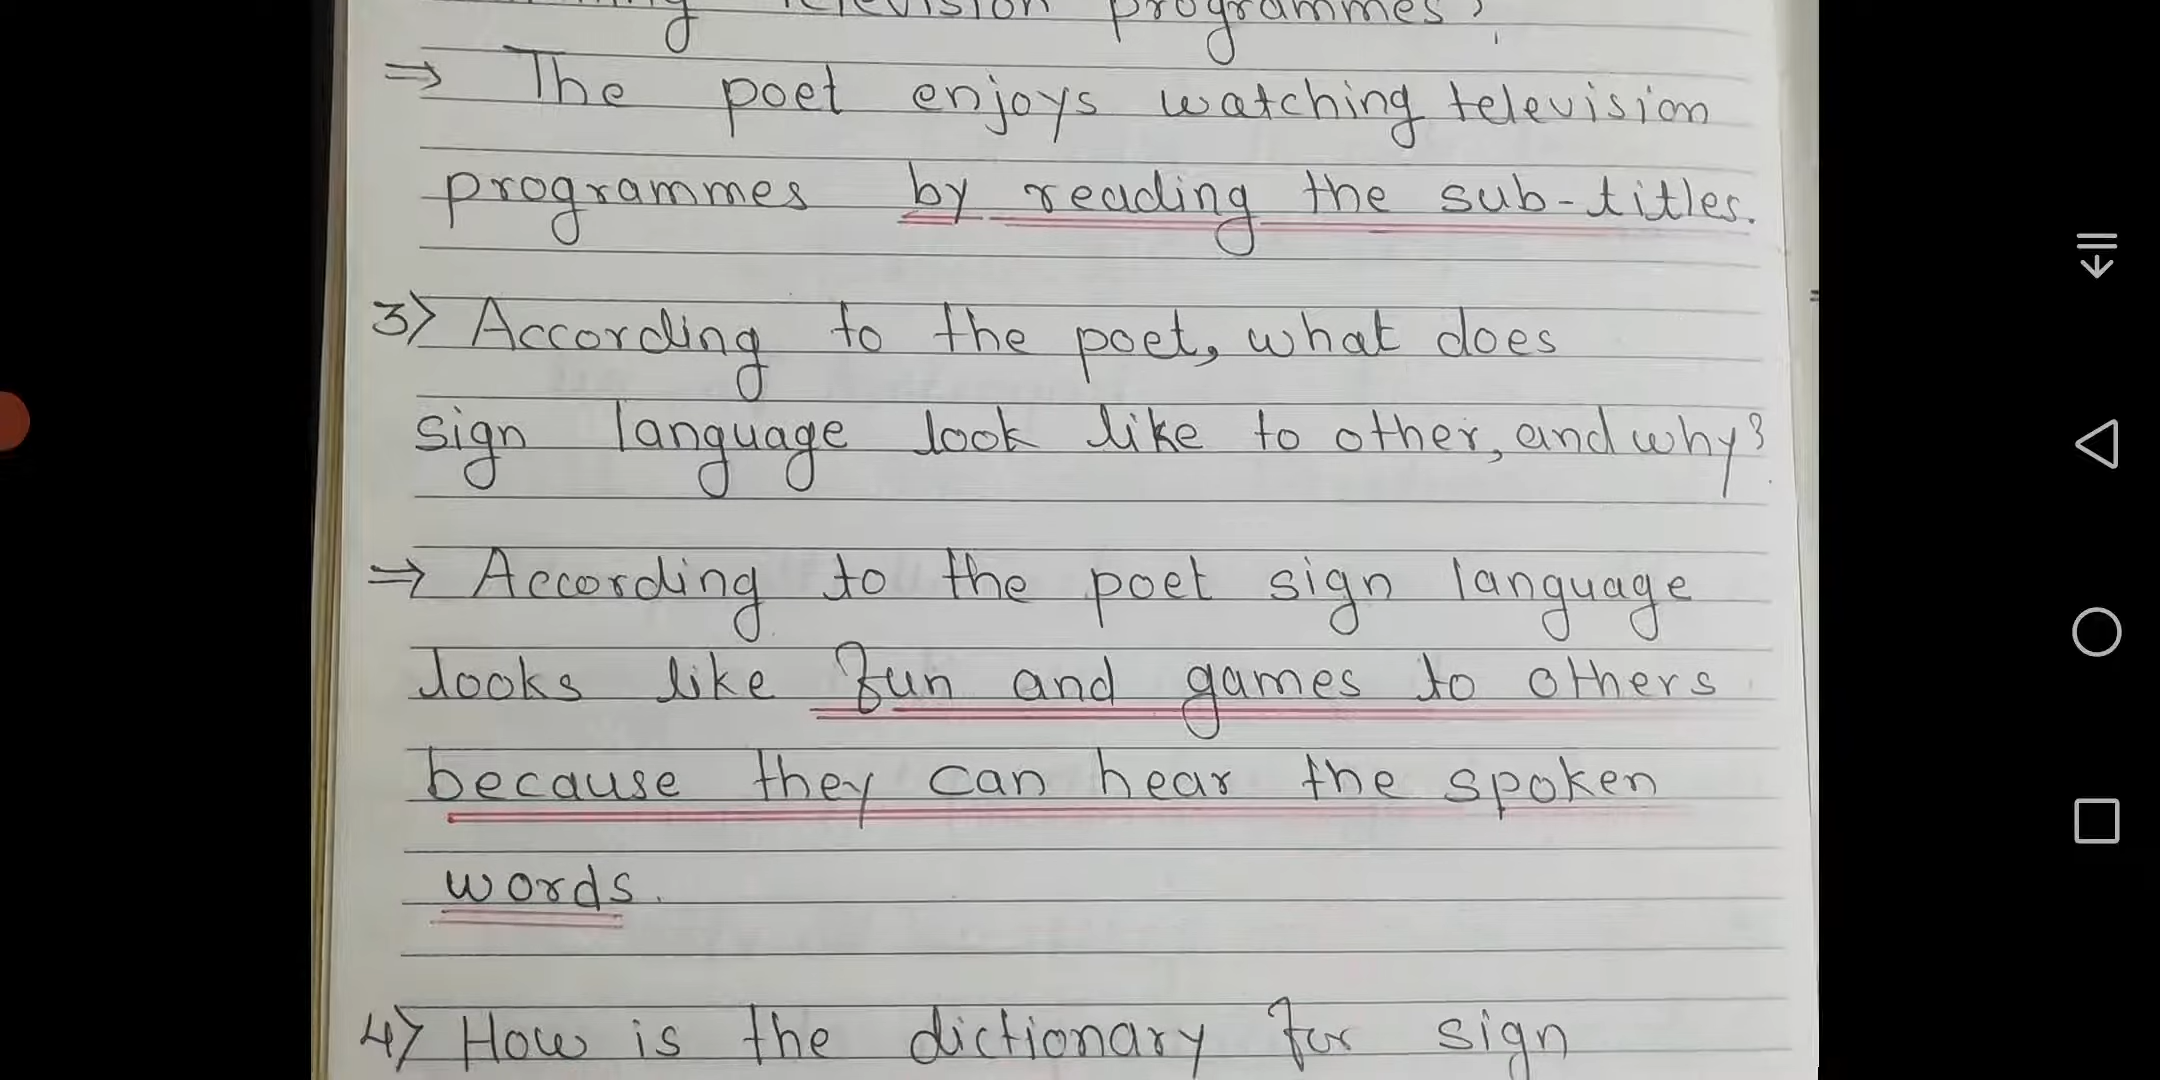 television programmes?
⇒ The poet enjoys watching television
programmes by reading the sub-titles.
3) According to the poet, what does
sign language look like to other, and why?
⇒ According to the poet sign language
looks like fun and games to others
because they can hear the spoken
words.
4) How is the dictionary for sign